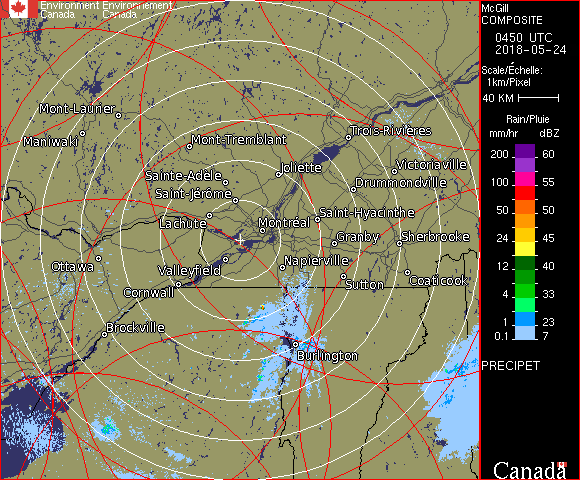 Environment Environnement
Canada Canada
Mont-Laurier
Maniwaki
Mont-Tremblant
Trois-Rivières
Joliette
Victoriaville
Sainte-Adèle
Drummondville
Saint-Jérôme
Lachute
Montréal
Saint-Hyacinthe
Granby
Sherbrooke
Ottawa
Valleyfield
Napierville
Cornwall
Sutton
Coaticook
Brockville
Burlington
McGill
COMPOSITE
0450 UTC
2018-05-24
Scale/Échelle:
1km/Pixel
40 KM
Rain/Pluie
mm/hr dBZ
200 60
100 55
50 50
24 45
12 40
4 33
1 23
0.1 7
PRECIPET
Canada